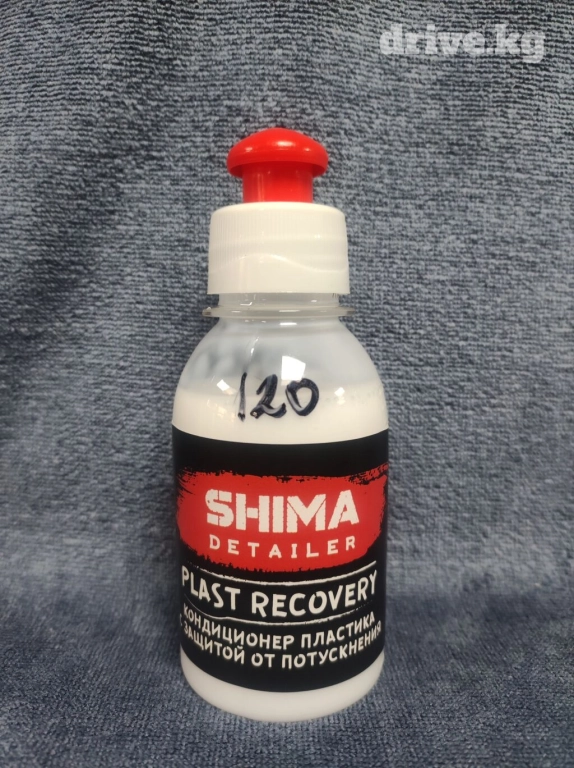 drive.kg
120
SHIMA
DETAILER
PLAST RECOVERY
КОНДИЦИОНЕР ПЛАСТИКА
С ЗАЩИТОЙ ОТ ПОТУСКНЕНИЯ